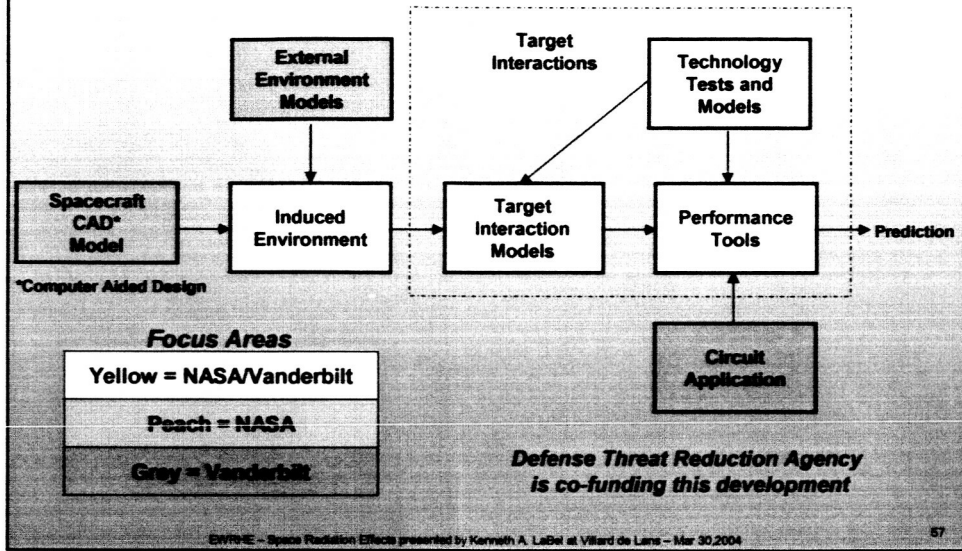 External
Environment
Models
Target
Interactions
Technology
Tests and
Models
Spacecraft
CAD*
Model
Induced
Environment
Target
Interaction
Models
Performance
Tools
Prediction
*Computer Aided Design
Circuit
Application
Focus Areas
Yellow = NASA/Vanderbilt
Peach = NASA
Grey = Vanderbilt
Defense Threat Reduction Agency
is co-funding this development
EWRHE – Space Radiation Effects presented by Kenneth A. LaBel at Villard de Lans – Mar 30,2004
57